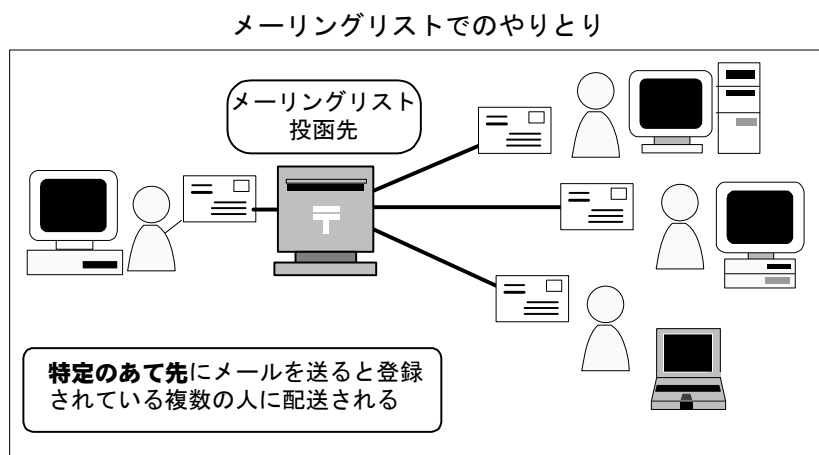 メーリングリストでのやりとり
メーリングリスト
投函先
〒
特定のあて先にメールを送ると登録
されている複数の人に配送される